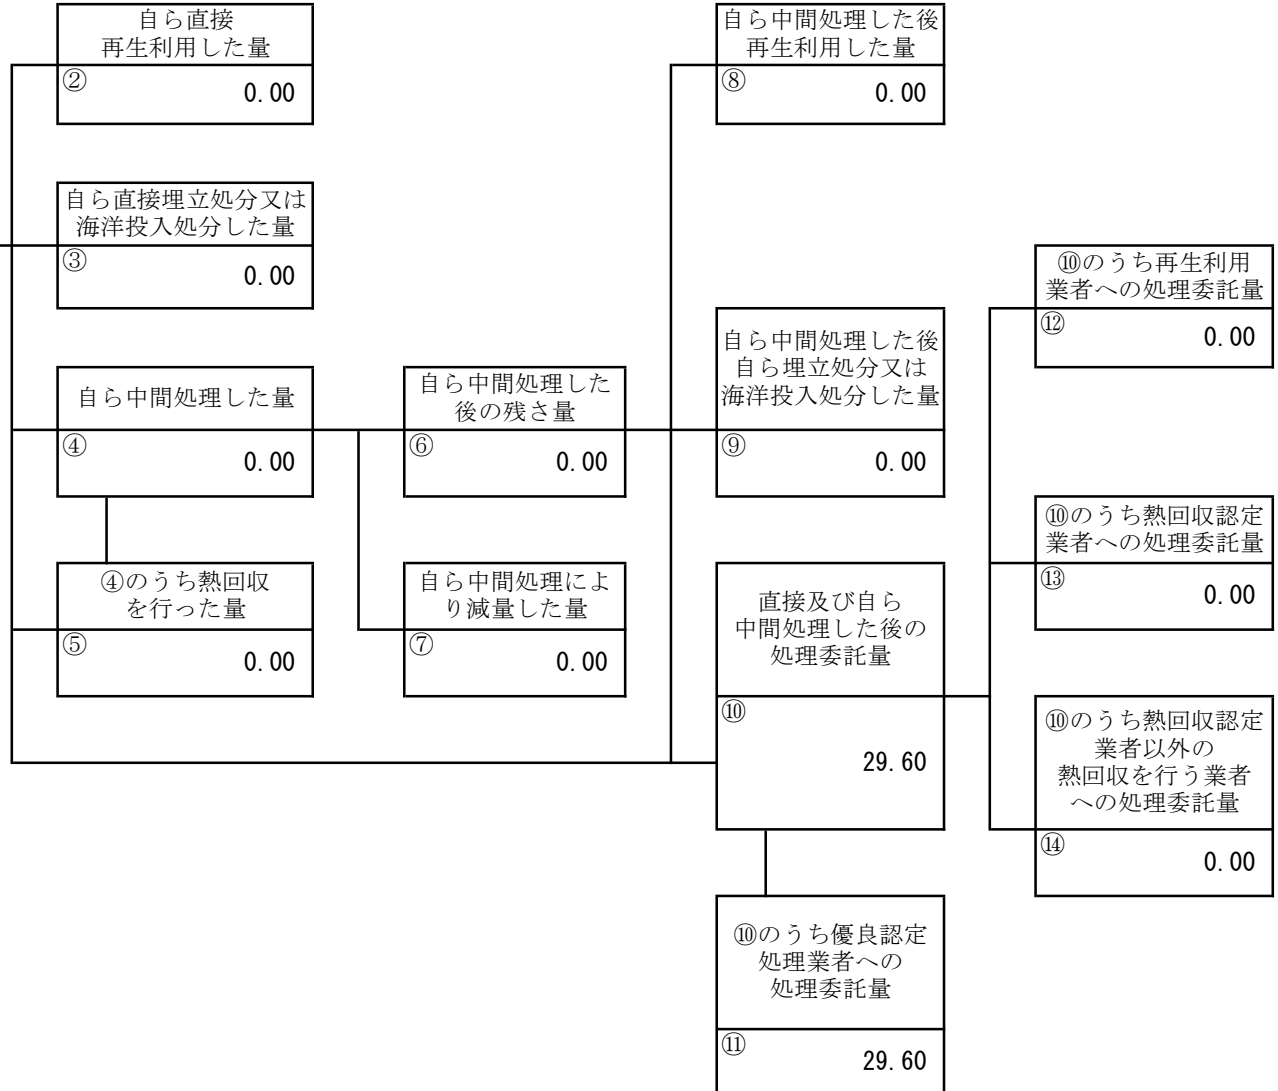 自ら直接
再生利用した量
②
0.00
自ら直接埋立処分又は
海洋投入処分した量
③
0.00
自ら中間処理した量
④
0.00
④のうち熱回収
を行った量
⑤
0.00
自ら中間処理した
後の残さ量
⑥
0.00
自ら中間処理によ
り減量した量
⑦
0.00
自ら中間処理した後
再生利用した量
⑧
0.00
自ら中間処理した後
自ら埋立処分又は
海洋投入処分した量
⑨
0.00
直接及び自ら
中間処理した後の
処理委託量
⑩
29.60
⑩のうち優良認定
処理業者への
処理委託量
⑪
29.60
⑩のうち再生利用
業者への処理委託量
⑫
0.00
⑩のうち熱回収認定
業者への処理委託量
⑬
0.00
⑩のうち熱回収認定
業者以外の
熱回収を行う業者
への処理委託量
⑭
0.00